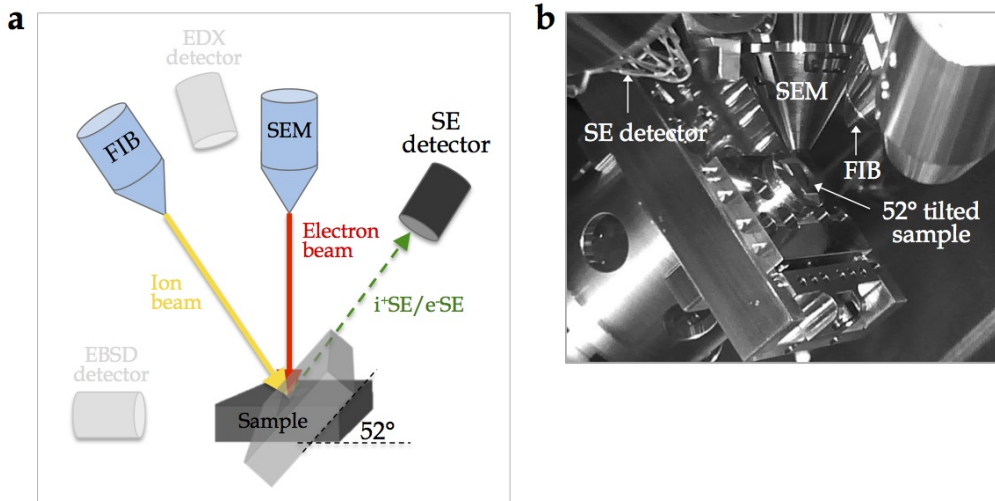 a
EDX
detector
FIB
SEM
SE
detector
Electron
beam
Ion
beam
i⁺SE/e⁻SE
EBSD
detector
Sample
52°
b
SEM
SE detector
FIB
52° tilted
sample